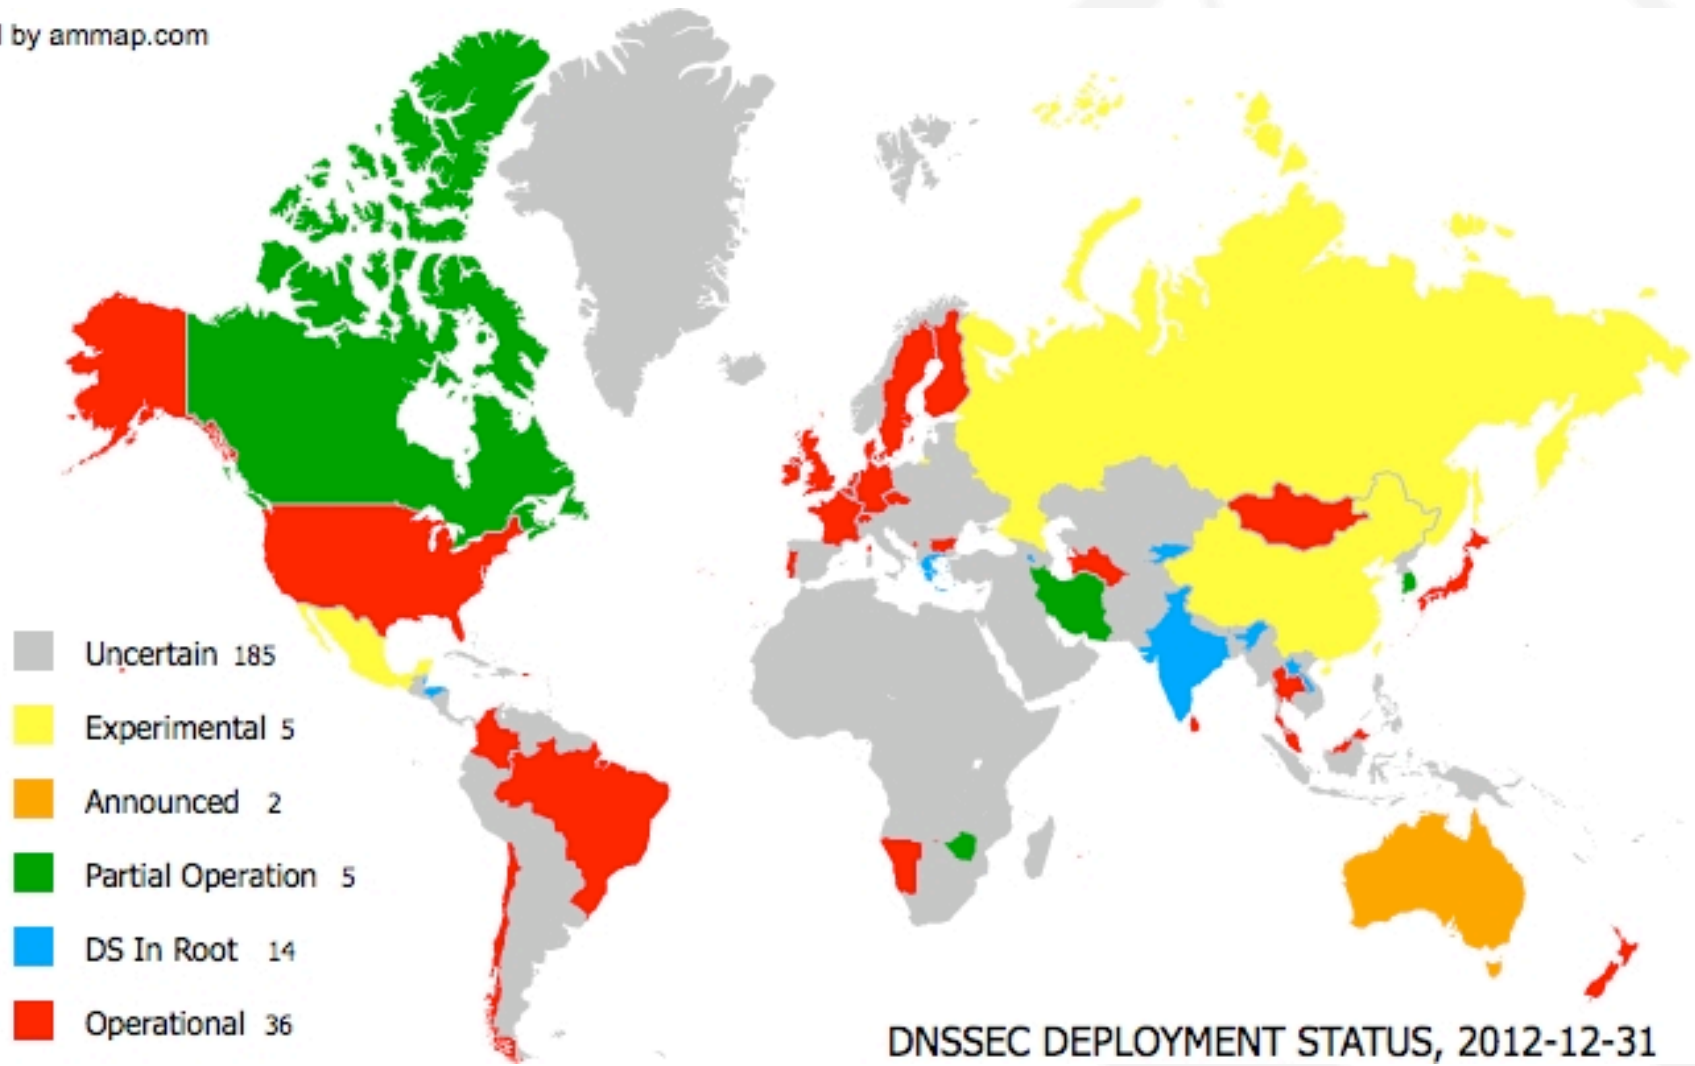 by ammap.com
Uncertain 185
Experimental 5
Announced 2
Partial Operation 5
DS In Root 14
Operational 36
DNSSEC DEPLOYMENT STATUS, 2012-12-31